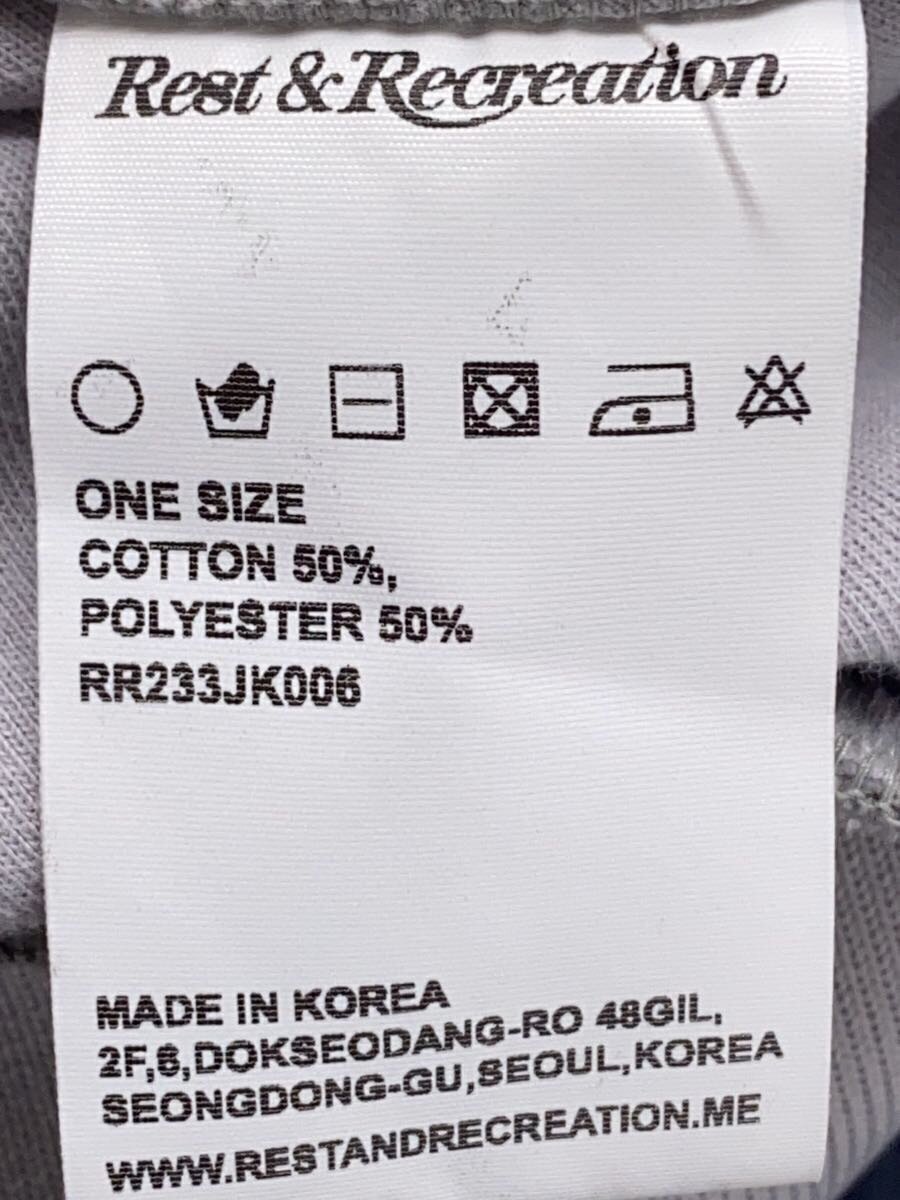 Rest & Recreation
ONE SIZE
COTTON 50%,
POLYESTER 50%
RR233JK006
MADE IN KOREA
2F,6,DOKSEODANG-RO 48GIL,
SEONGDONG-GU,SEOUL,KOREA
WWW.RESTANDRECREATION.ME